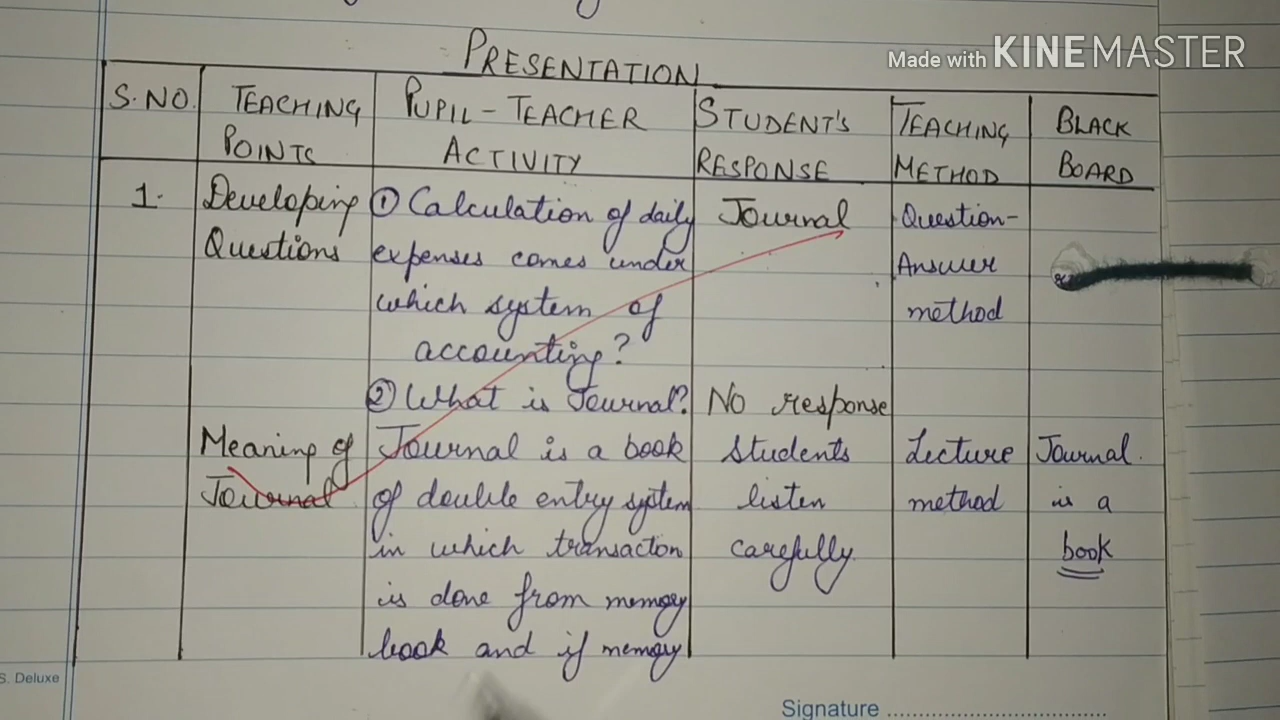 Made with KINEMASTER
PRESENTATION
S.NO. TEACHING POINTS PUPIL-TEACHER ACTIVITY STUDENT'S RESPONSE TEACHING METHOD BLACK BOARD
1. Developing ① Calculation of daily Journal Question-
Questions expenses comes under Answer
which system of method
accounting?
② What is Journal? No response
Meaning of Journal is a book Students Lecture Journal
Journal of double entry system listen method is a
in which transacton carefully book
is done from memory
book and if memory
S. Deluxe
Signature ....................................